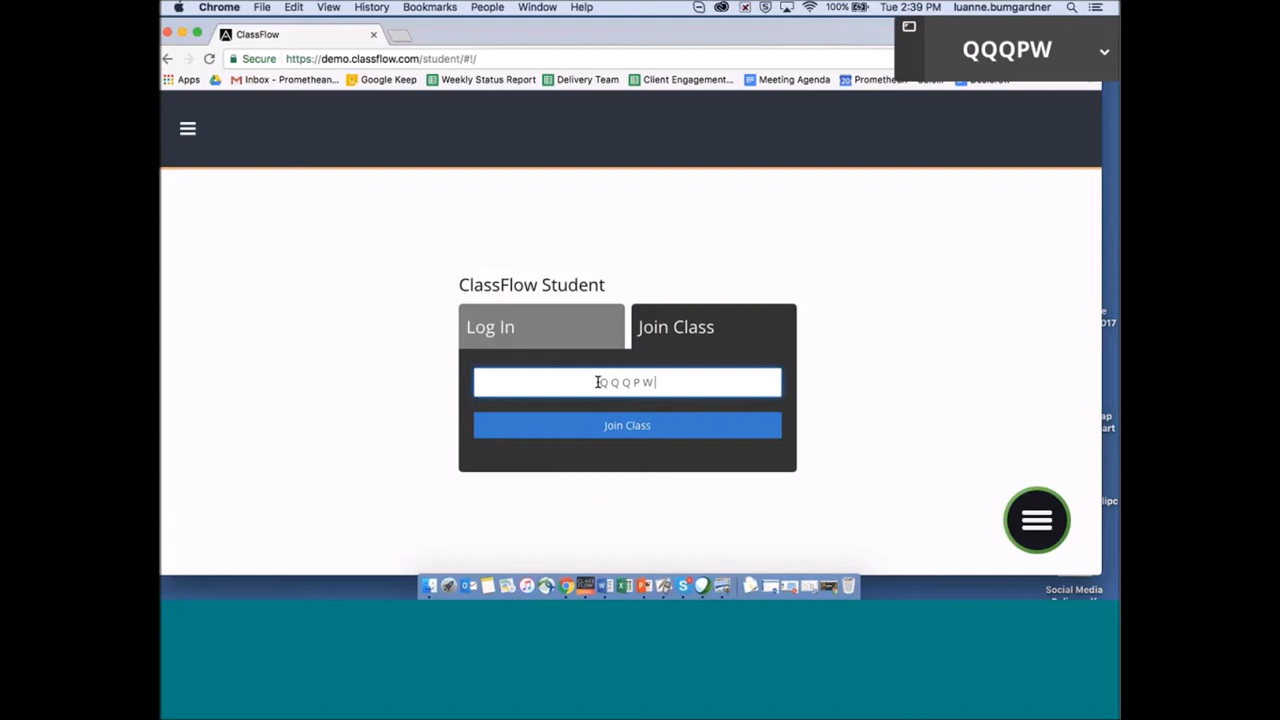 Chrome File Edit View History Bookmarks People Window Help 100% Tue 2:39 PM luanne.bumgardner
ClassFlow
QQQPW
Secure https://demo.classflow.com/student/#!/
Apps Inbox - Promethean... Google Keep Weekly Status Report Delivery Team Client Engagement... Meeting Agenda
ClassFlow Student
Log In Join Class
QQQPW
Join Class
Social Media